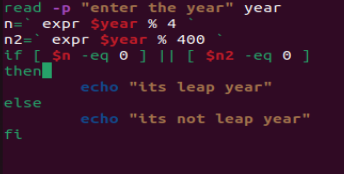 read -p "enter the year" year
n=` expr $year % 4 `
n2=` expr $year % 400 `
if [ $n -eq 0 ] || [ $n2 -eq 0 ]
then
echo "its leap year"
else
echo "its not leap year"
fi